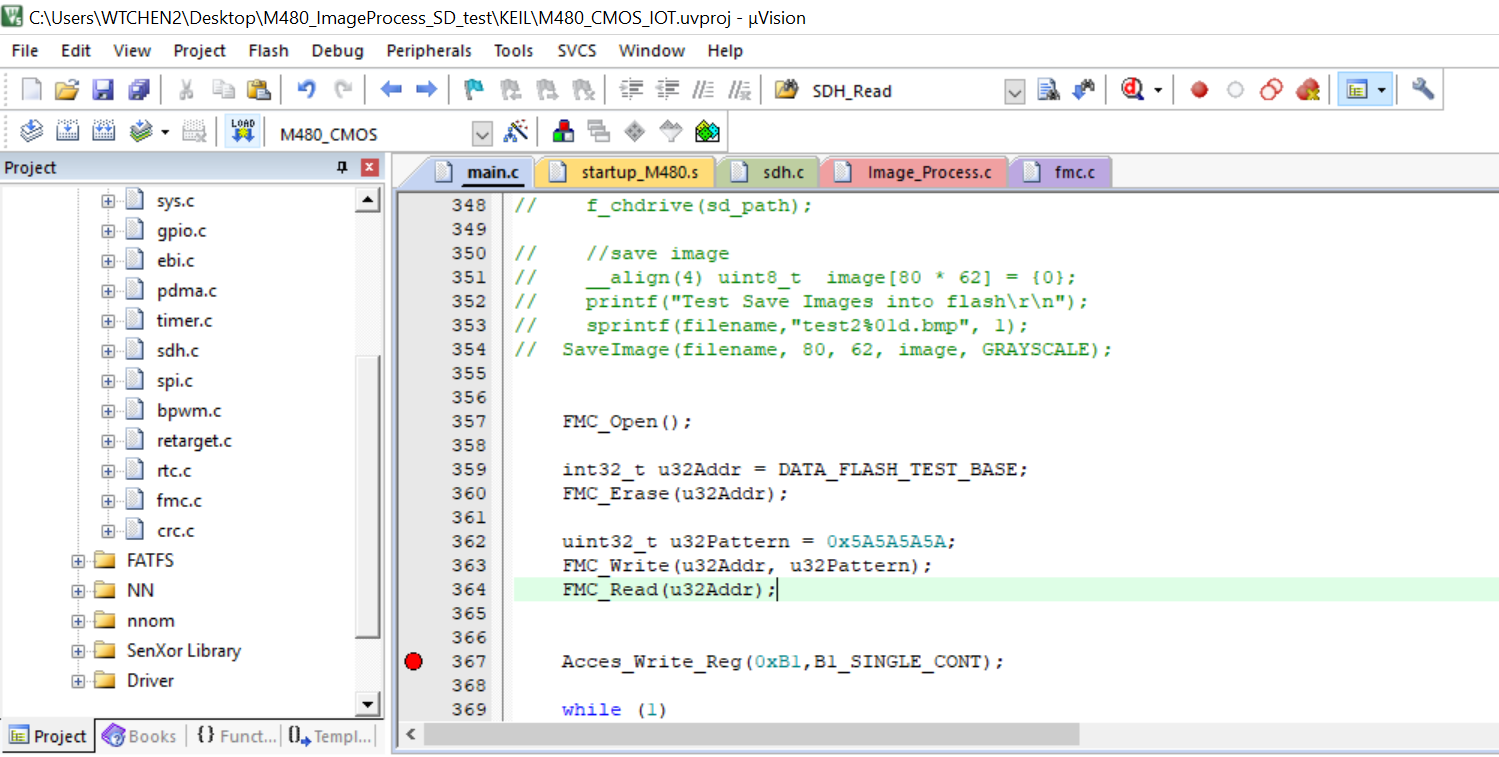 C:\Users\WTCHEN2\Desktop\M480_ImageProcess_SD_test\KEIL\M480_CMOS_IOT.uvproj - µVision
File Edit View Project Flash Debug Peripherals Tools SVCS Window Help
SDH_Read
LOAD M480_CMOS
Project
sys.c
gpio.c
ebi.c
pdma.c
timer.c
sdh.c
spi.c
bpwm.c
retarget.c
rtc.c
fmc.c
crc.c
FATFS
NN
nnom
SenXor Library
Driver
Project Books {} Funct... 0 Templ...
main.c startup_M480.s sdh.c Image_Process.c fmc.c
348 // f_chdrive(sd_path);
349
350 // //save image
351 // __align(4) uint8_t image[80 * 62] = {0};
352 // printf("Test Save Images into flash\r\n");
353 // sprintf(filename,"test2%01d.bmp", 1);
354 // SaveImage(filename, 80, 62, image, GRAYSCALE);
355
356
357 FMC_Open();
358
359 int32_t u32Addr = DATA_FLASH_TEST_BASE;
360 FMC_Erase(u32Addr);
361
362 uint32_t u32Pattern = 0x5A5A5A5A;
363 FMC_Write(u32Addr, u32Pattern);
364 FMC_Read(u32Addr);
365
366
367 Acces_Write_Reg(0xB1,B1_SINGLE_CONT);
368
369 while (1)